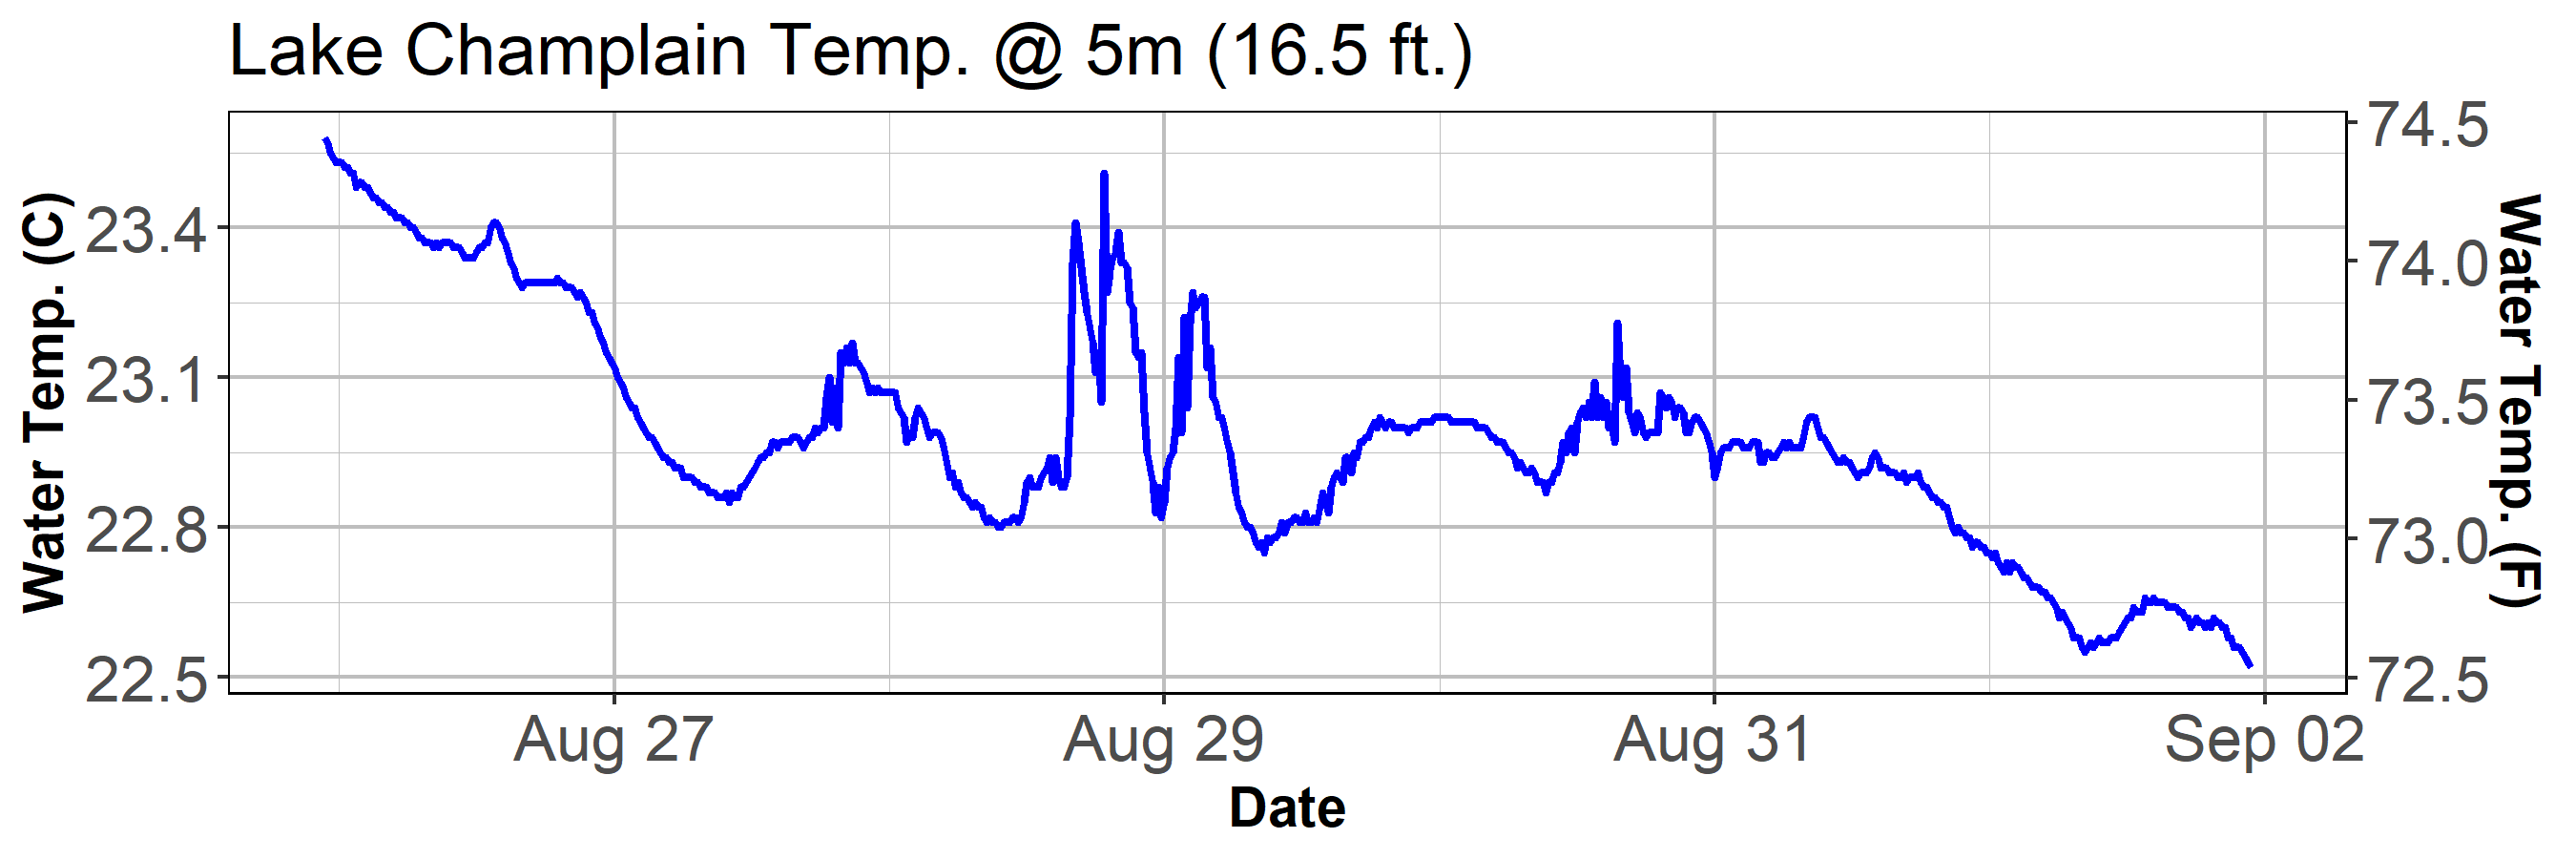 Lake Champlain Temp. @ 5m (16.5 ft.)
Water Temp. (C)
23.4
23.1
22.8
22.5
74.5
74.0
73.5
73.0
72.5
Water Temp. (F)
Aug 27
Aug 29
Aug 31
Sep 02
Date